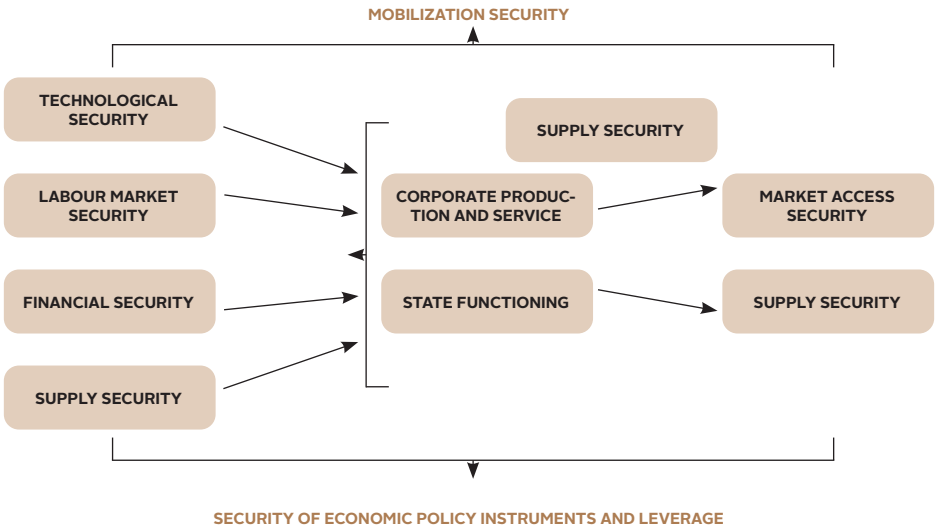 MOBILIZATION SECURITY
TECHNOLOGICAL
SECURITY
SUPPLY SECURITY
LABOUR MARKET
SECURITY
CORPORATE PRODUC-
TION AND SERVICE
MARKET ACCESS
SECURITY
FINANCIAL SECURITY
STATE FUNCTIONING
SUPPLY SECURITY
SUPPLY SECURITY
SECURITY OF ECONOMIC POLICY INSTRUMENTS AND LEVERAGE